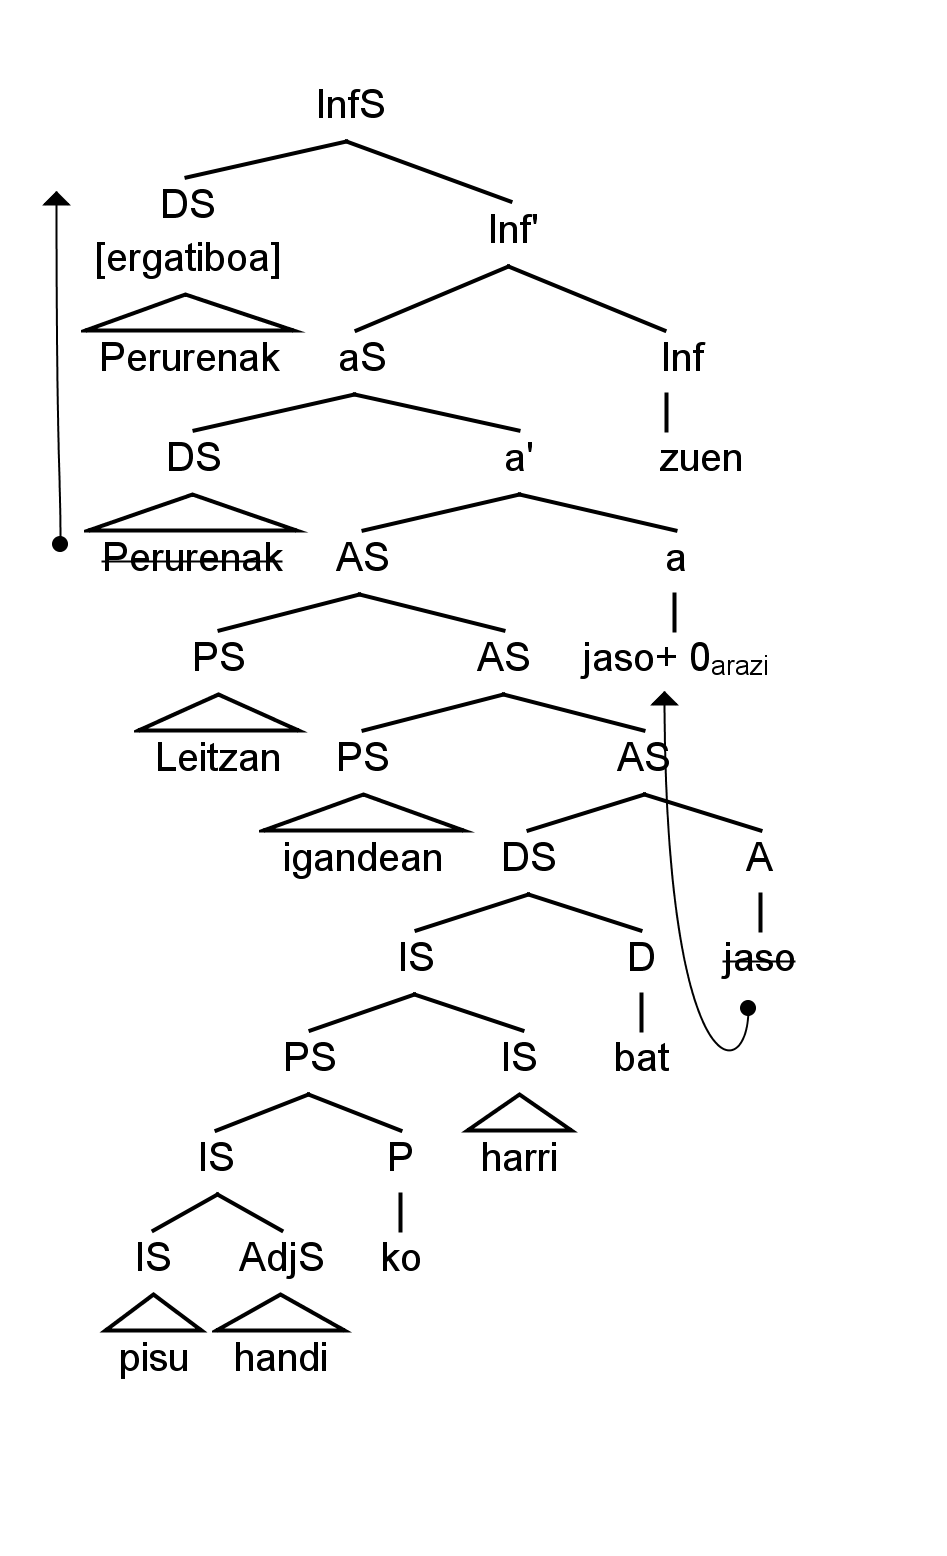 InfS
DS
Inf'
[ergatiboa]
Perurenak aS Inf
DS a' zuen
Perurenak AS a
PS AS jaso+ 0arazi
Leitzan PS AS
igandean DS A
IS D jaso
PS IS bat
IS P harri
IS AdjS ko
pisu handi